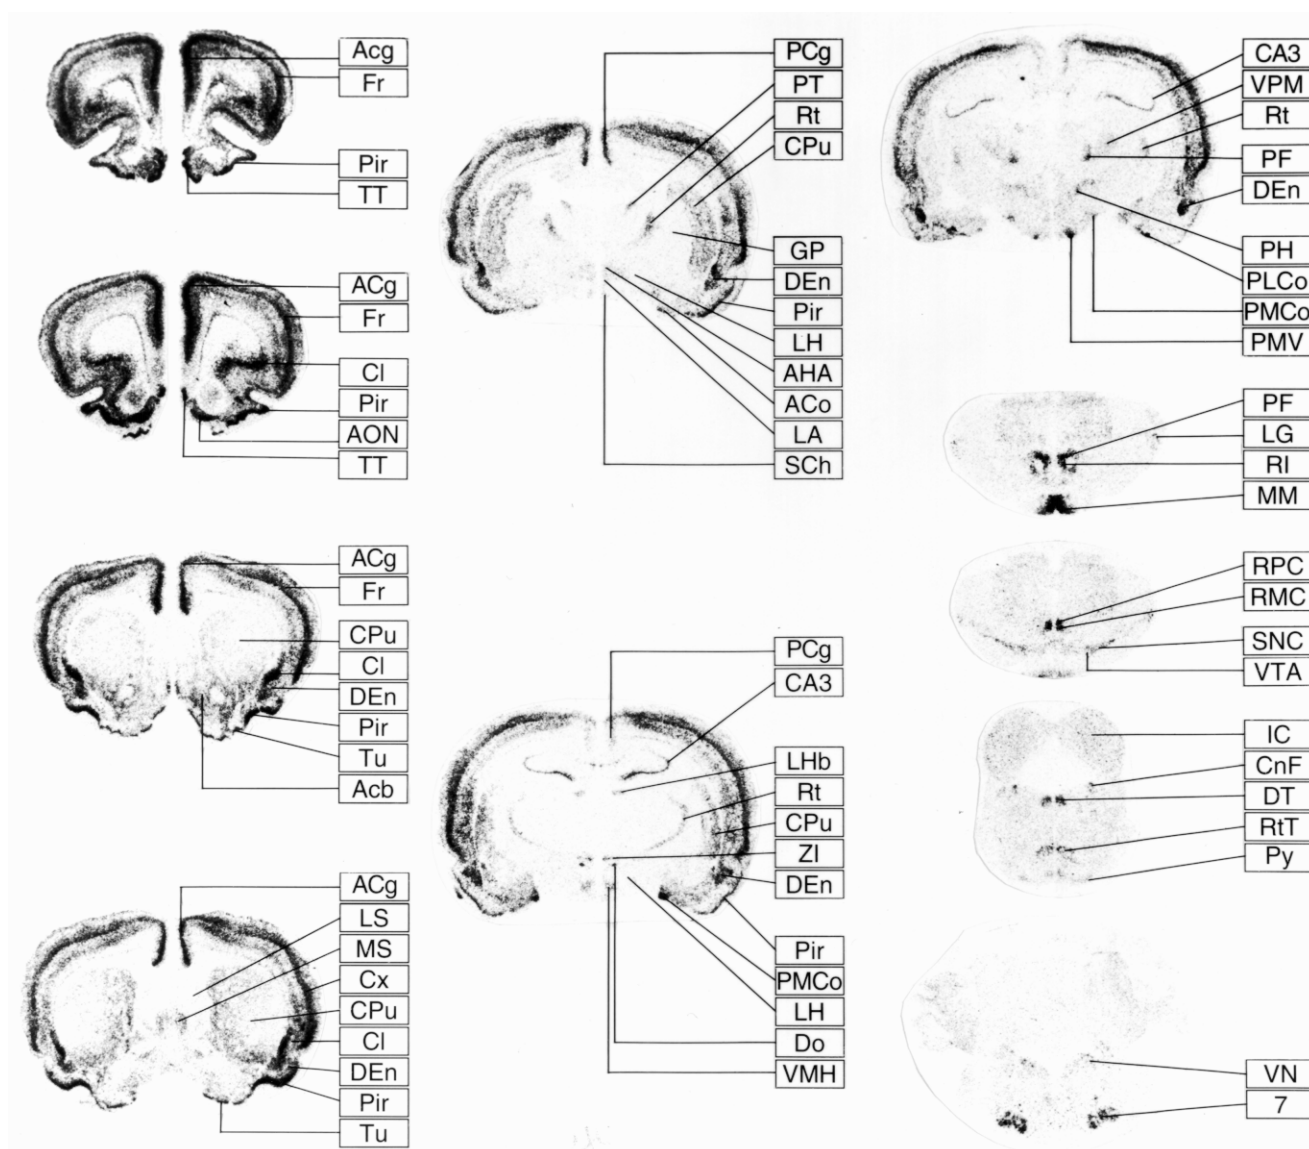 Acg
Fr
Pir
TT
ACg
Fr
Cl
Pir
AON
TT
ACg
Fr
CPu
Cl
DEn
Pir
Tu
Acb
ACg
LS
MS
Cx
CPu
Cl
DEn
Pir
Tu
PCg
PT
Rt
CPu
GP
DEn
Pir
LH
AHA
ACo
LA
SCh
PCg
CA3
LHb
Rt
CPu
ZI
DEn
Pir
PMCo
LH
Do
VMH
CA3
VPM
Rt
PF
DEn
PH
PLCo
PMCo
PMV
PF
LG
RI
MM
RPC
RMC
SNC
VTA
IC
CnF
DT
RtT
Py
VN
7